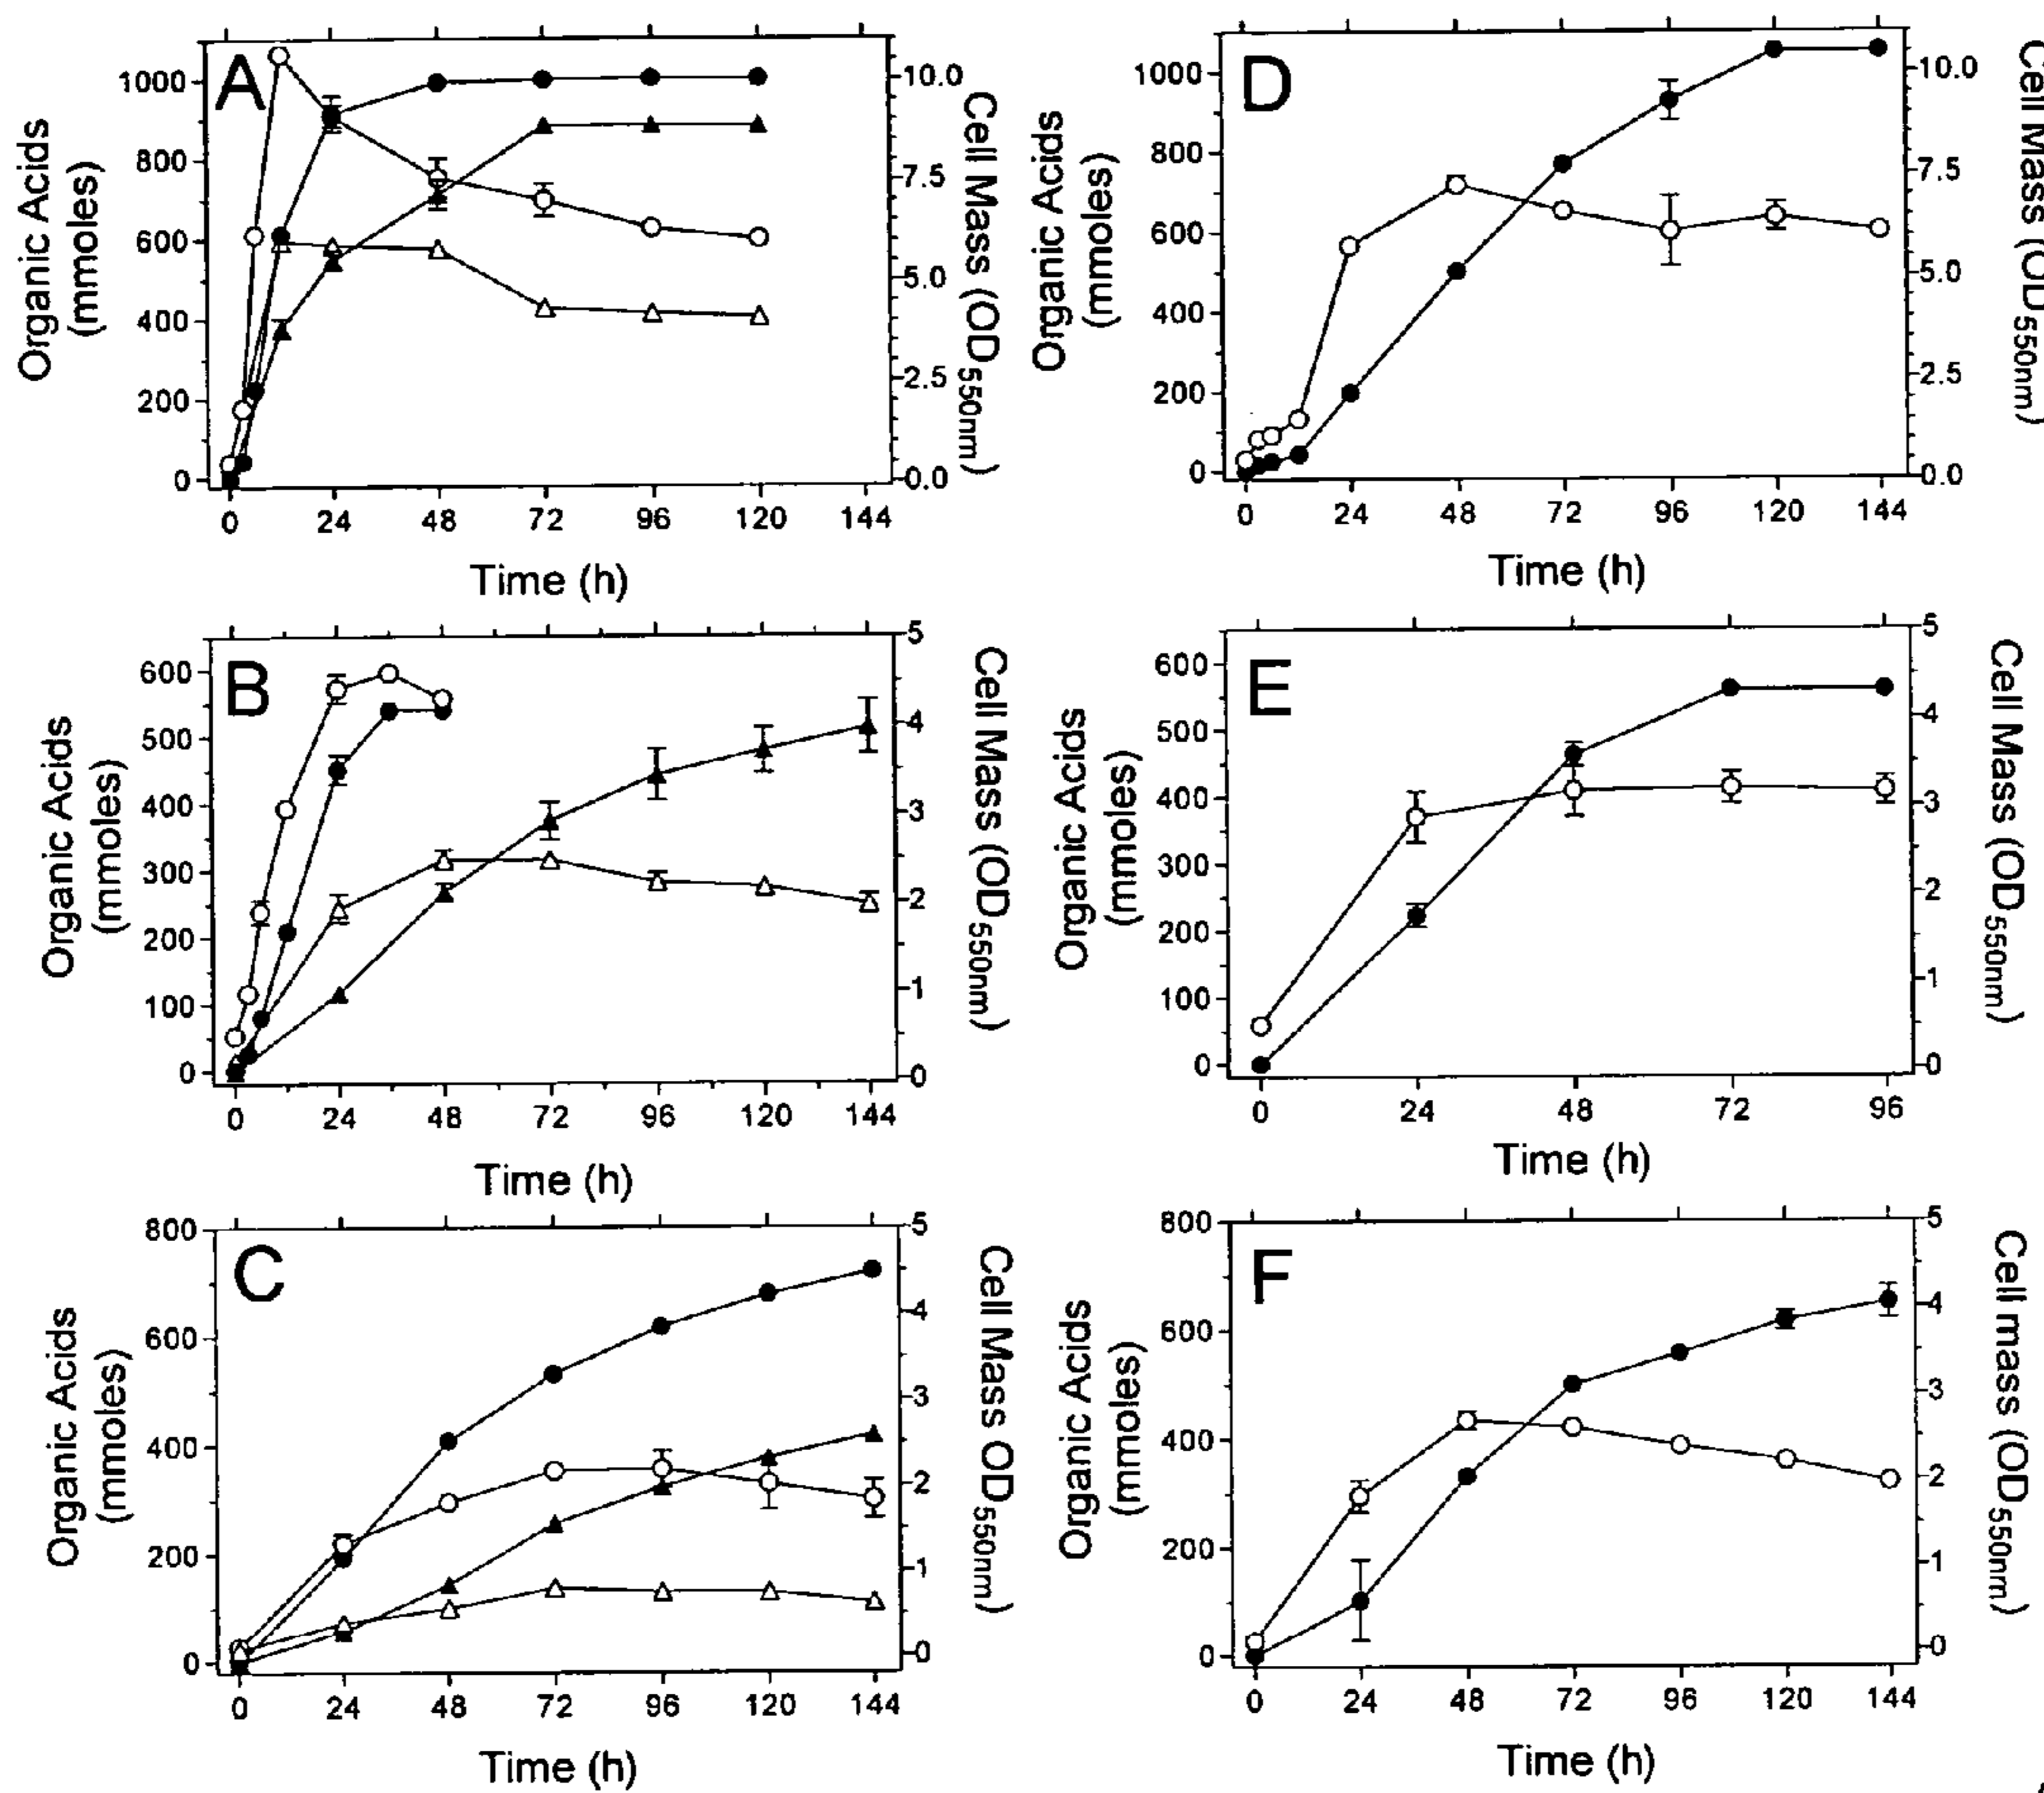 A
Organic Acids
(mmoles)
1000
800
600
400
200
0
10.0
7.5
5.0
2.5
0.0
Cell Mass (OD550nm)
0 24 48 72 96 120 144
Time (h)
D
Organic Acids
(mmoles)
1000
800
600
400
200
0
10.0
7.5
5.0
2.5
0.0
Cell Mass (OD550nm)
0 24 48 72 96 120 144
Time (h)
B
Organic Acids
(mmoles)
600
500
400
300
200
100
0
5
4
3
2
1
0
Cell Mass (OD550nm)
0 24 48 72 96 120 144
Time (h)
E
Organic Acids
(mmoles)
600
500
400
300
200
100
0
5
4
3
2
1
0
Cell Mass (OD550nm)
0 24 48 72 96
Time (h)
C
Organic Acids
(mmoles)
800
600
400
200
0
5
4
3
2
1
0
Cell Mass OD550nm)
0 24 48 72 96 120 144
Time (h)
F
Organic Acids
(mmoles)
800
600
400
200
0
5
4
3
2
1
0
Cell mass (OD550nm)
0 24 48 72 96 120 144
Time (h)